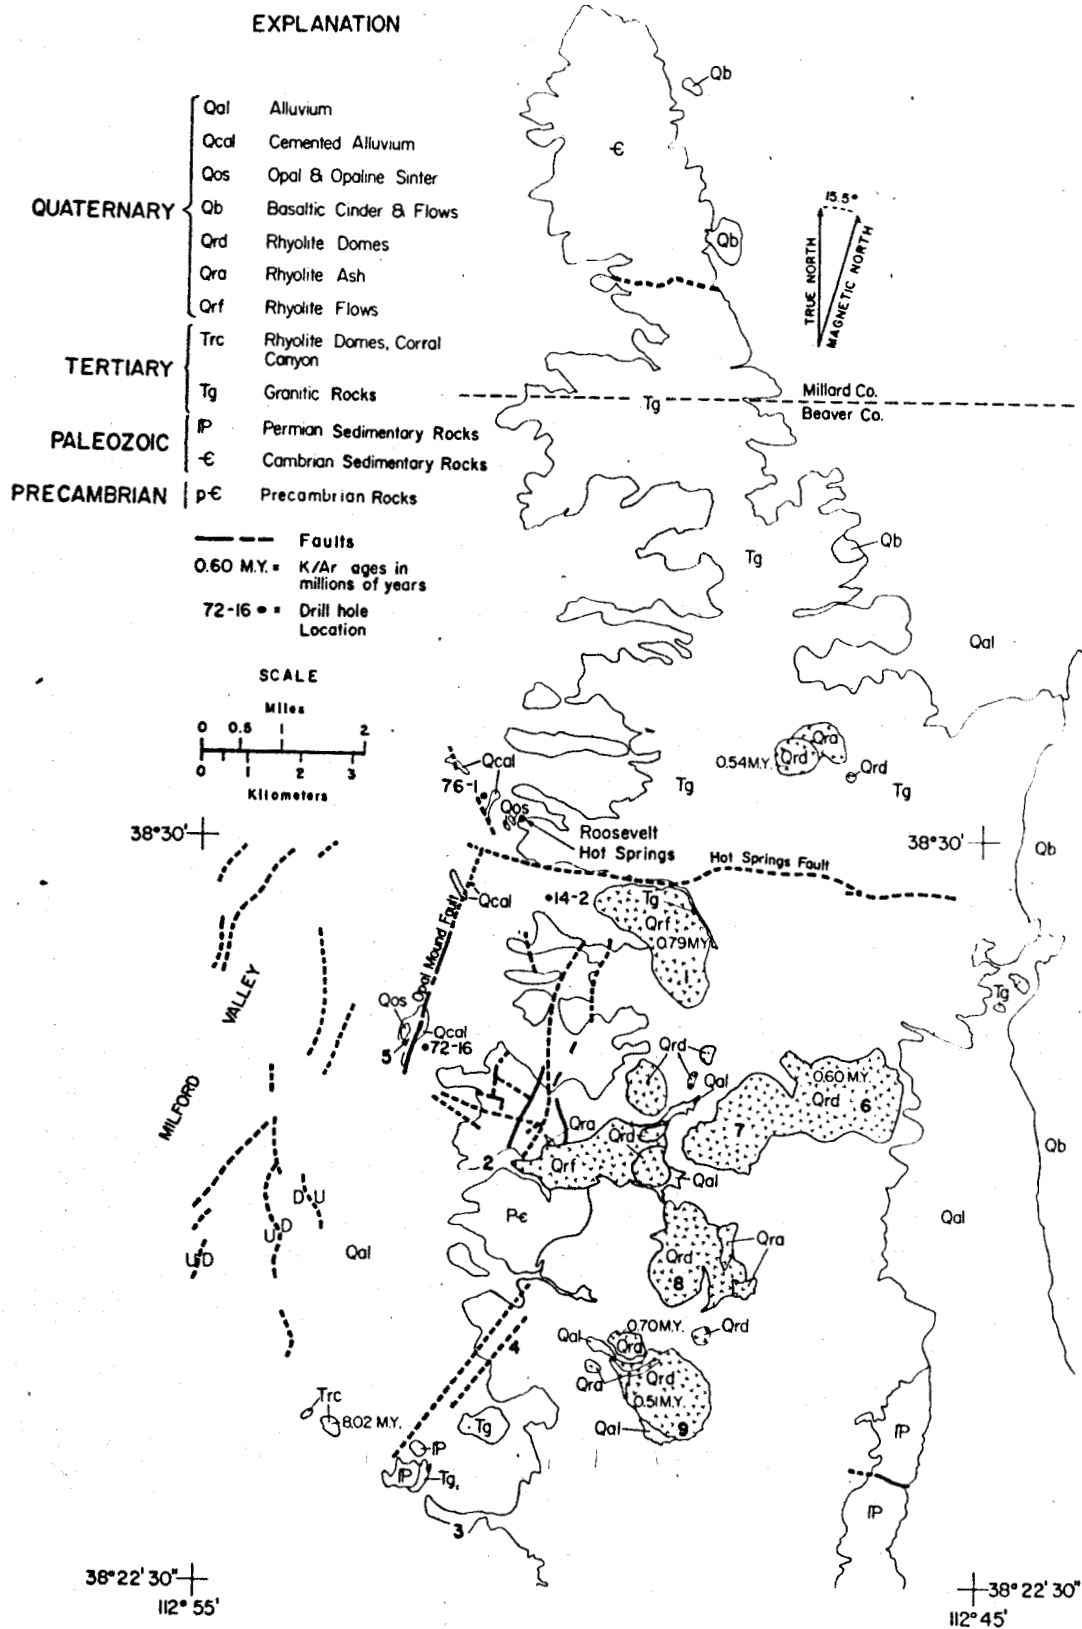 EXPLANATION
QUATERNARY
Qal Alluvium
Qcal Cemented Alluvium
Qos Opal & Opaline Sinter
Qb Basaltic Cinder & Flows
Qrd Rhyolite Domes
Qra Rhyolite Ash
Qrf Rhyolite Flows
TERTIARY
Trc Rhyolite Domes, Corral
Canyon
Tg Granitic Rocks
PALEOZOIC
IP Permian Sedimentary Rocks
-Є Cambrian Sedimentary Rocks
PRECAMBRIAN
pЄ Precambrian Rocks
Faults
0.60 M.Y. = K/Ar ages in
millions of years
72-16 • = Drill hole
Location
SCALE
Miles
0 0.5 1 2
0 1 2 3
Kilometers
Qb
-Є
Qb
15.5°
TRUE NORTH
MAGNETIC NORTH
Millard Co.
Tg
Beaver Co.
Qb
Tg
Qal
Qra
0.54 M.Y. Qrd
Qrd
Qcal
76-1
Tg
Tg
Qos
38°30'
Roosevelt
Hot Springs
Hot Springs Fault
38°30'
Qb
Qcal
•14-2
Tg
Qrf
0.79 M.Y.
Opal Mound Fault
VALLEY
Tg
Qos
Qcal
5
•72-16
Qrd
Qal
0.60 M.Y.
Qrd
6
MILFORD
7
Qra
Qrd
2
Qrf
Qal
Qb
D U
PЄ
Qal
U D
U D
Qal
Qrd
Qra
8
4
0.70 M.Y.
Qrd
Qal
Qra
Qra
Qrd
0.51 M.Y.
Trc
8.02 M.Y.
Tg
Qal
9
IP
IP
IP
Tg
IP
3
38°22'30"
112°55'
38°22'30"
112°45'